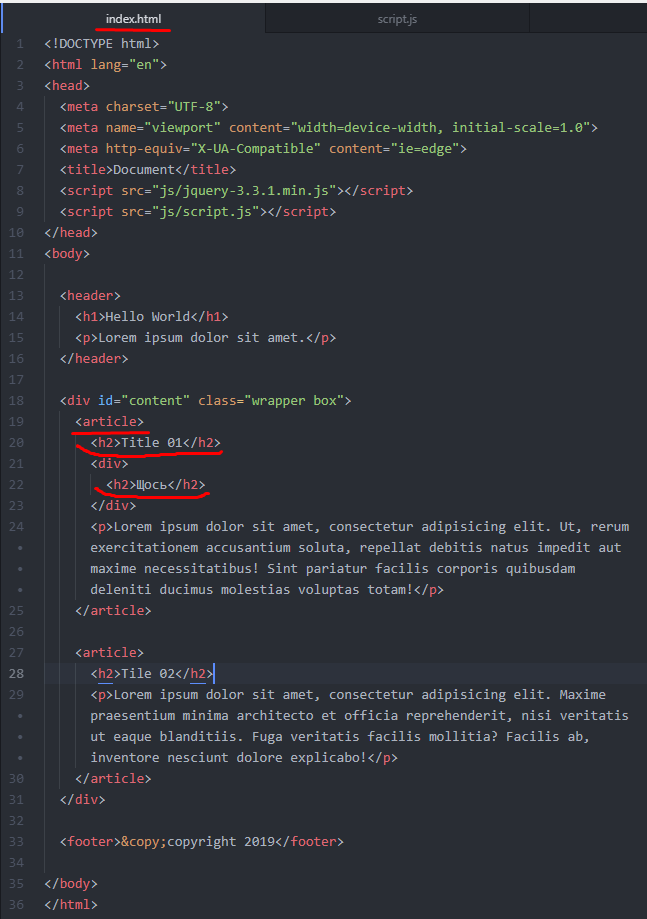 index.html
script.js
1 <!DOCTYPE html>
2 <html lang="en">
3 <head>
4 <meta charset="UTF-8">
5 <meta name="viewport" content="width=device-width, initial-scale=1.0">
6 <meta http-equiv="X-UA-Compatible" content="ie=edge">
7 <title>Document</title>
8 <script src="js/jquery-3.3.1.min.js"></script>
9 <script src="js/script.js"></script>
10 </head>
11 <body>
12
13 <header>
14 <h1>Hello World</h1>
15 <p>Lorem ipsum dolor sit amet.</p>
16 </header>
17
18 <div id="content" class="wrapper box">
19 <article>
20 <h2>Title 01</h2>
21 <div>
22 <h2>Щось</h2>
23 </div>
24 <p>Lorem ipsum dolor sit amet, consectetur adipisicing elit. Ut, rerum
• exercitationem accusantium soluta, repellat debitis natus impedit aut
• maxime necessitatibus! Sint pariatur facilis corporis quibusdam
• deleniti ducimus molestias voluptas totam!</p>
25 </article>
26
27 <article>
28 <h2>Tile 02</h2>
29 <p>Lorem ipsum dolor sit amet, consectetur adipisicing elit. Maxime
• praesentium minima architecto et officia reprehenderit, nisi veritatis
• ut eaque blanditiis. Fuga veritatis facilis mollitia? Facilis ab,
• inventore nesciunt dolore explicabo!</p>
30 </article>
31 </div>
32
33 <footer>&copy;copyright 2019</footer>
34
35 </body>
36 </html>